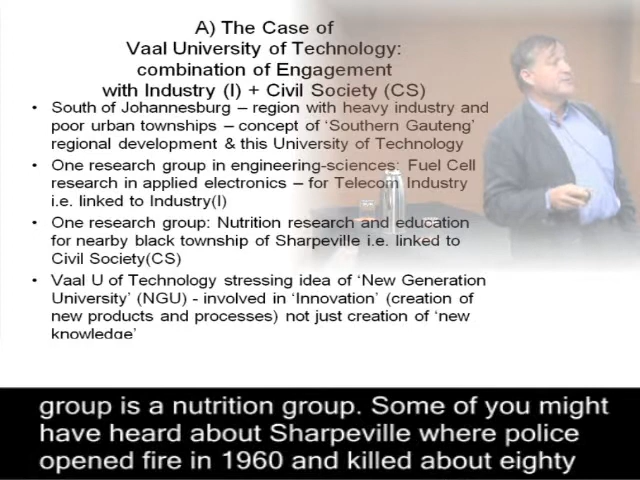 A) The Case of
Vaal University of Technology:
combination of Engagement
with Industry (I) + Civil Society (CS)
• South of Johannesburg – region with heavy industry and
poor urban townships – concept of 'Southern Gauteng'
regional development & this University of Technology
• One research group in engineering-sciences: Fuel Cell
research in applied electronics – for Telecom Industry
i.e. linked to Industry(I)
• One research group: Nutrition research and education
for nearby black township of Sharpeville i.e. linked to
Civil Society(CS)
• Vaal U of Technology stressing idea of 'New Generation
University' (NGU) - involved in 'Innovation' (creation of
new products and processes) not just creation of 'new
knowledge'
group is a nutrition group. Some of you might
have heard about Sharpeville where police
opened fire in 1960 and killed about eighty